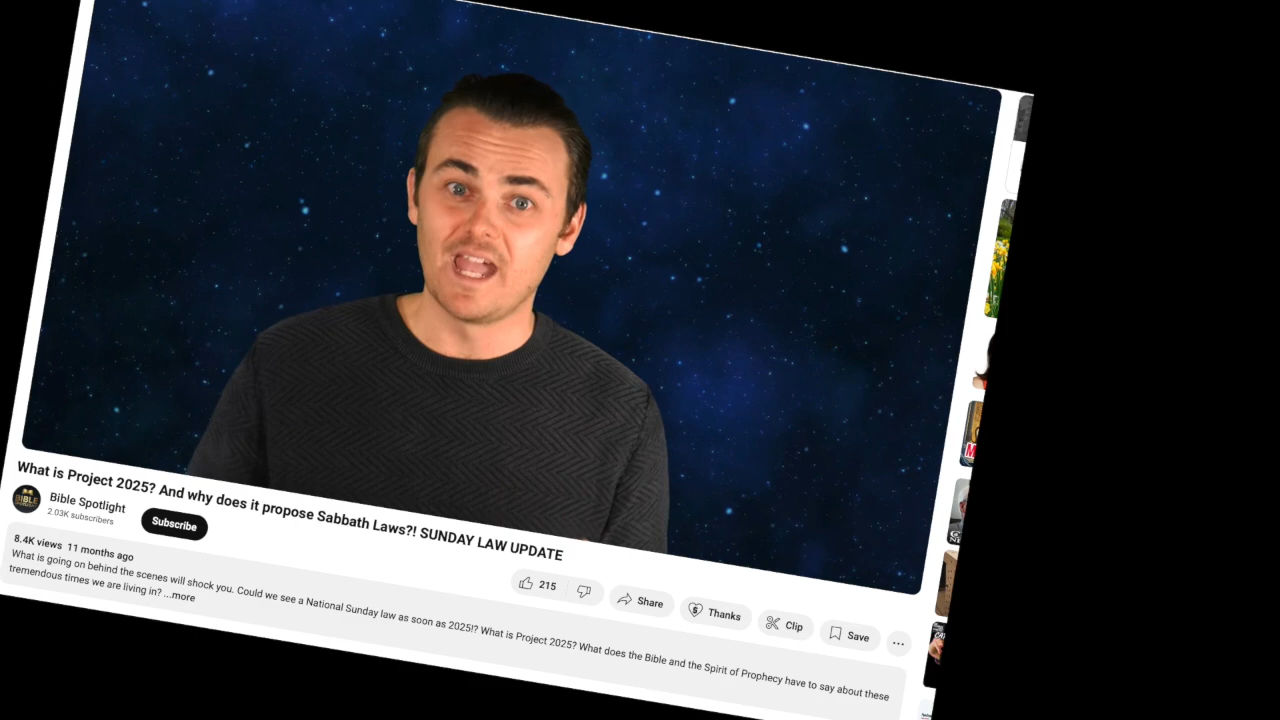 What is Project 2025? And why does it propose Sabbath Laws?! SUNDAY LAW UPDATE
BIBLE
Bible Spotlight
2.03K subscribers
Subscribe
215
Share
Thanks
Clip
Save
8.4K views 11 months ago
What is going on behind the scenes will shock you. Could we see a National Sunday law as soon as 2025!? What is Project 2025? What does the Bible and the Spirit of Prophecy have to say about these
tremendous times we are living in? ...more